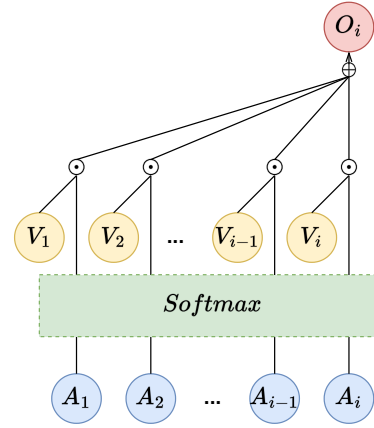 O_i
V_1 V_2 ... V_{i-1} V_i
Softmax
A_1 A_2 ... A_{i-1} A_i